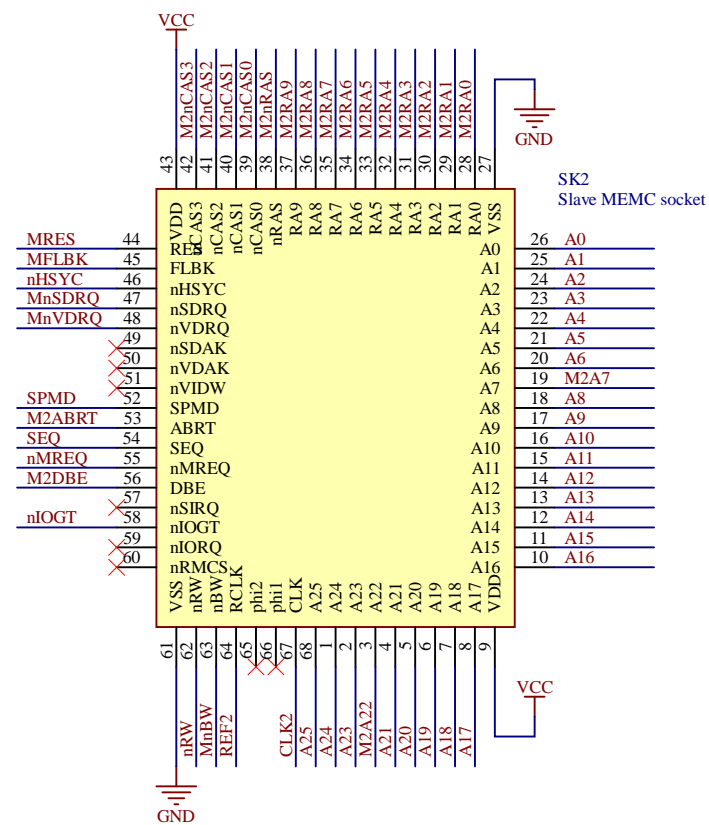 VCC
M2nCAS3
M2nCAS2
M2nCAS1
M2nCAS0
M2nRAS
M2RA9
M2RA8
M2RA7
M2RA6
M2RA5
M2RA4
M2RA3
M2RA2
M2RA1
M2RA0
GND
43 42 41 40 39 38 37 36 35 34 33 32 31 30 29 28 27
SK2
Slave MEMC socket
VDD nCAS3 nCAS2 nCAS1 nCAS0 nRAS RA9 RA8 RA7 RA6 RA5 RA4 RA3 RA2 RA1 RA0 VSS
MRES 44 RES
MFLBK 45 FLBK
nHSYC 46 nHSYC
MnSDRQ 47 nSDRQ
MnVDRQ 48 nVDRQ
49 nSDAK
50 nVDAK
51 nVIDW
SPMD 52 SPMD
M2ABRT 53 ABRT
SEQ 54 SEQ
nMREQ 55 nMREQ
M2DBE 56 DBE
57 nSIRQ
nIOGT 58 nIOGT
59 nIORQ
60 nRMCS
A0 26 A0
A1 25 A1
A2 24 A2
A3 23 A3
A4 22 A4
A5 21 A5
A6 20 A6
A7 19 M2A7
A8 18 A8
A9 17 A9
A10 16 A10
A11 15 A11
A12 14 A12
A13 13 A13
A14 12 A14
A15 11 A15
A16 10 A16
VSS nRW nBW RCLK phi2 phi1 CLK A25 A24 A23 A22 A21 A20 A19 A18 A17 VDD
61 62 63 64 65 66 67 68 1 2 3 4 5 6 7 8 9
nRW
MnBW
REF2
CLK2
A25
A24
A23
M2A22
A21
A20
A19
A18
A17
VCC
GND